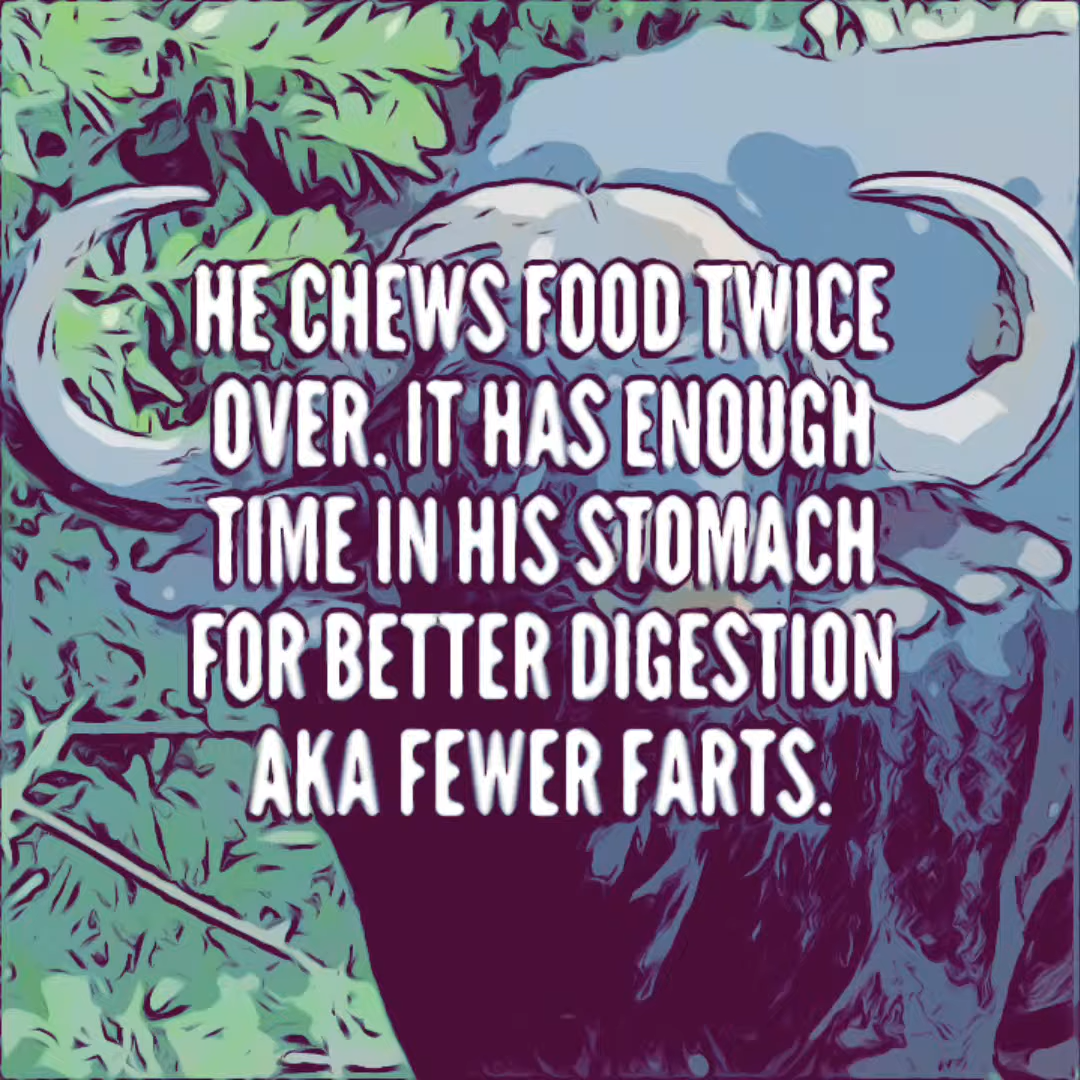 HE CHEWS FOOD TWICE
OVER. IT HAS ENOUGH
TIME IN HIS STOMACH
FOR BETTER DIGESTION
AKA FEWER FARTS.